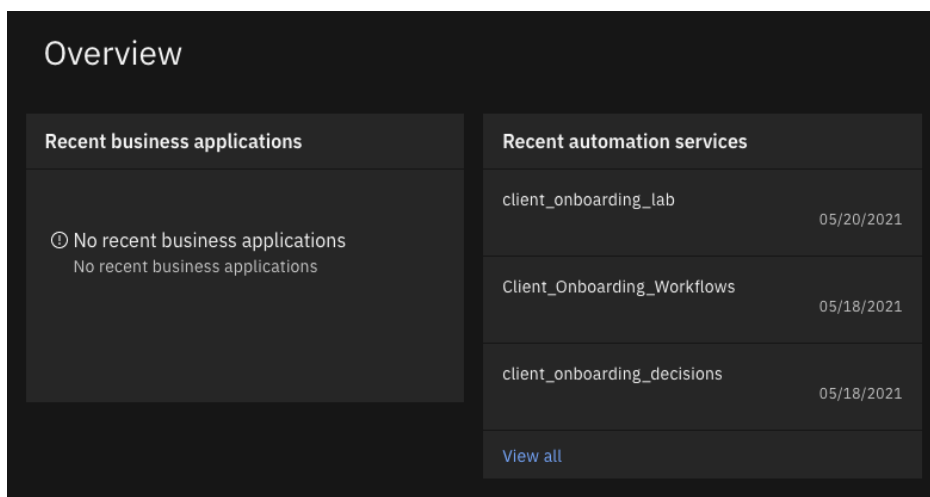 Overview
Recent business applications
No recent business applications
No recent business applications
Recent automation services
client_onboarding_lab
05/20/2021
Client_Onboarding_Workflows
05/18/2021
client_onboarding_decisions
05/18/2021
View all